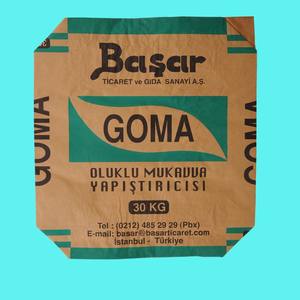 Başar
TİCARET ve GIDA SANAYİ A.Ş.
GOMA
GOMA
GOMA
OLUKLU MUKAVVA
YAPIŞTIRICISI
30 KG
Tel : (0212) 485 29 29 (Pbx)
E-mail: basar@basarticaret.com
İstanbul - Türkiye